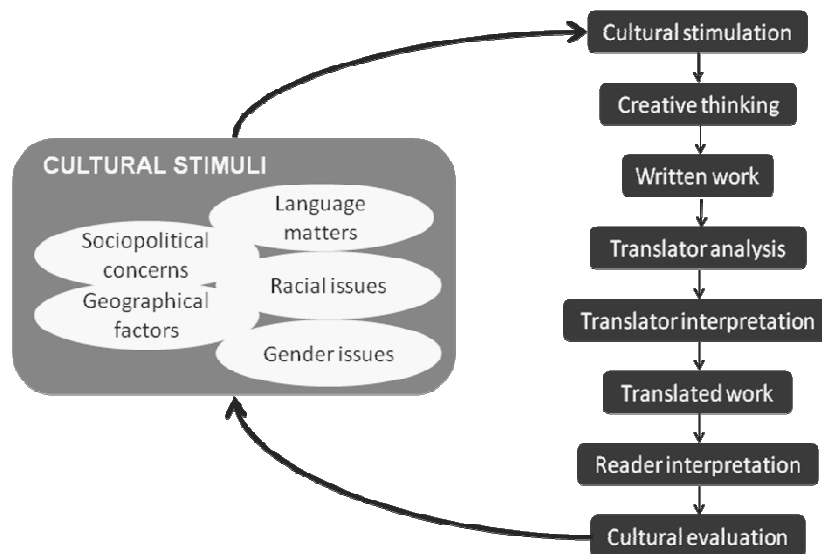 CULTURAL STIMULI
Language
matters
Sociopolitical
concerns
Racial issues
Geographical
factors
Gender issues
Cultural stimulation
Creative thinking
Written work
Translator analysis
Translator interpretation
Translated work
Reader interpretation
Cultural evaluation